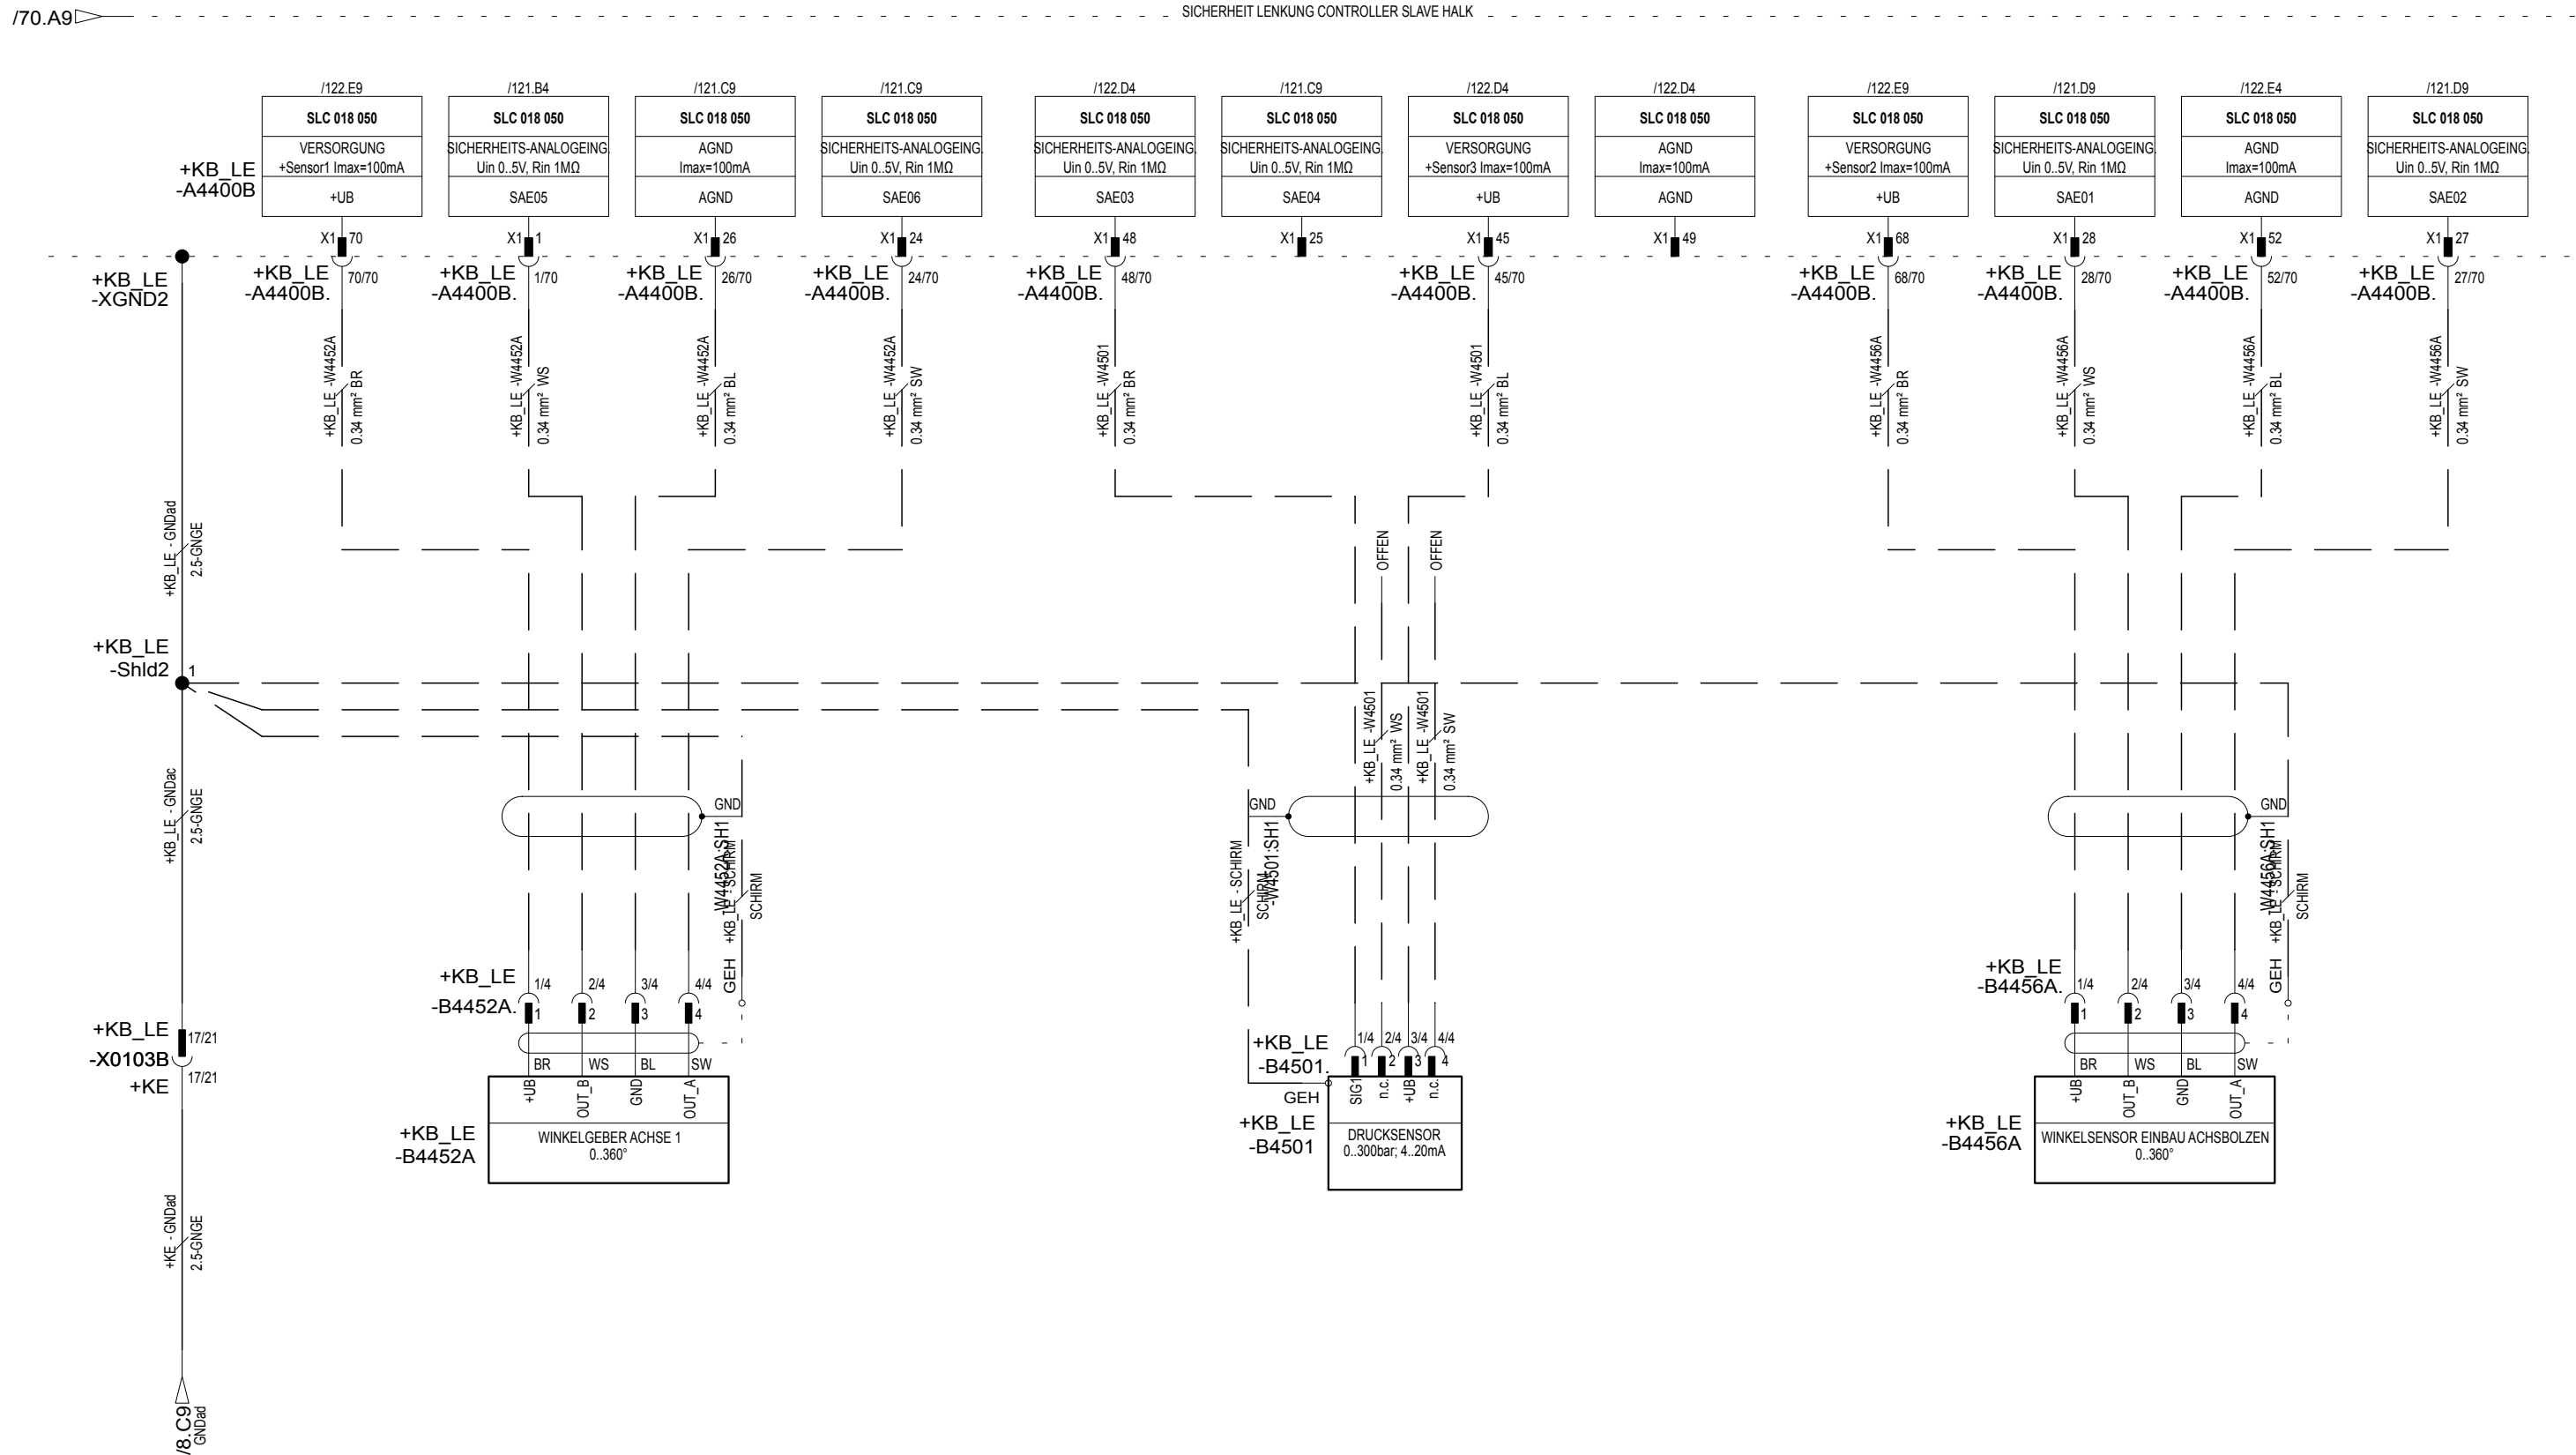 /70.A9
SICHERHEIT LENKUNG CONTROLLER SLAVE HALK
+KB_LE
-A4400B
/122.E9
SLC 018 050
VERSORGUNG
+Sensor1 Imax=100mA
+UB
X1 70
/121.B4
SLC 018 050
SICHERHEITS-ANALOGEING.
Uin 0..5V, Rin 1MΩ
SAE05
X1 1
/121.C9
SLC 018 050
AGND
Imax=100mA
AGND
X1 26
/121.C9
SLC 018 050
SICHERHEITS-ANALOGEING.
Uin 0..5V, Rin 1MΩ
SAE06
X1 24
/122.D4
SLC 018 050
SICHERHEITS-ANALOGEING.
Uin 0..5V, Rin 1MΩ
SAE03
X1 48
/121.C9
SLC 018 050
SICHERHEITS-ANALOGEING.
Uin 0..5V, Rin 1MΩ
SAE04
X1 25
/122.D4
SLC 018 050
VERSORGUNG
+Sensor3 Imax=100mA
+UB
X1 45
/122.D4
SLC 018 050
AGND
Imax=100mA
AGND
X1 49
/122.E9
SLC 018 050
VERSORGUNG
+Sensor2 Imax=100mA
+UB
X1 68
/121.D9
SLC 018 050
SICHERHEITS-ANALOGEING.
Uin 0..5V, Rin 1MΩ
SAE01
X1 28
/122.E4
SLC 018 050
AGND
Imax=100mA
AGND
X1 52
/121.D9
SLC 018 050
SICHERHEITS-ANALOGEING.
Uin 0..5V, Rin 1MΩ
SAE02
X1 27
+KB_LE
-XGND2
+KB_LE
-A4400B.
70/70
+KB_LE
-A4400B.
1/70
+KB_LE
-A4400B.
26/70
+KB_LE
-A4400B.
24/70
+KB_LE
-A4400B.
48/70
+KB_LE
-A4400B.
45/70
+KB_LE
-A4400B.
68/70
+KB_LE
-A4400B.
28/70
+KB_LE
-A4400B.
52/70
+KB_LE
-A4400B.
27/70
+KB_LE -W4452A
0.34 mm² BR
+KB_LE -W4452A
0.34 mm² WS
+KB_LE -W4452A
0.34 mm² BL
+KB_LE -W4452A
0.34 mm² SW
+KB_LE -W4501
0.34 mm² BR
+KB_LE -W4501
0.34 mm² BL
+KB_LE -W4456A
0.34 mm² BR
+KB_LE -W4456A
0.34 mm² WS
+KB_LE -W4456A
0.34 mm² BL
+KB_LE -W4456A
0.34 mm² SW
+KB_LE - GNDad
2.5-GNGE
OFFEN
OFFEN
+KB_LE
-Shld2
1
+KB_LE -W4501
0.34 mm² WS
+KB_LE -W4501
0.34 mm² SW
+KB_LE - GNDac
2.5-GNGE
GND
-W4452A:SH1
+KB_LE - SCHIRM
SCHIRM
GEH
GND
-W4501:SH1
+KB_LE - SCHIRM
SCHIRM
GND
-W4456A:SH1
+KB_LE - SCHIRM
SCHIRM
GEH
+KB_LE
-B4452A.
1/4
2/4
3/4
4/4
1
2
3
4
BR
WS
BL
SW
+UB
OUT_B
GND
OUT_A
+KB_LE
-B4452A
WINKELGEBER ACHSE 1
0..360°
+KB_LE
-B4501.
1/4
2/4
3/4
4/4
1
2
3
4
GEH
SIG1
n.c.
+UB
n.c.
+KB_LE
-B4501
DRUCKSENSOR
0..300bar; 4..20mA
+KB_LE
-B4456A.
1/4
2/4
3/4
4/4
1
2
3
4
BR
WS
BL
SW
+UB
OUT_B
GND
OUT_A
+KB_LE
-B4456A
WINKELSENSOR EINBAU ACHSBOLZEN
0..360°
+KB_LE
17/21
-X0103B
17/21
+KE
+KE - GNDad
2.5-GNGE
/8.C9
GNDad